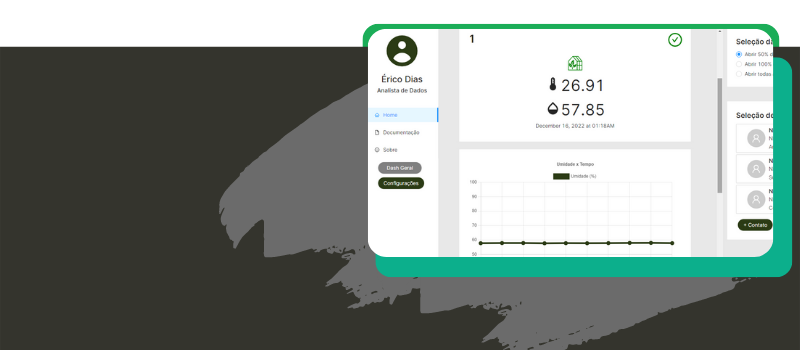 Érico Dias
Analista de Dados
Home
Documentação
Sobre
Dash Geral
Configurações
1
26.91
57.85
December 16, 2022 at 01:18AM
Umidade x Tempo
Umidade (%)
100
90
80
70
60
50
Seleção d
Abrir 50%
Abrir 100%
Abrir todas
Seleção de
N
N
N
N
N
N
+ Contato